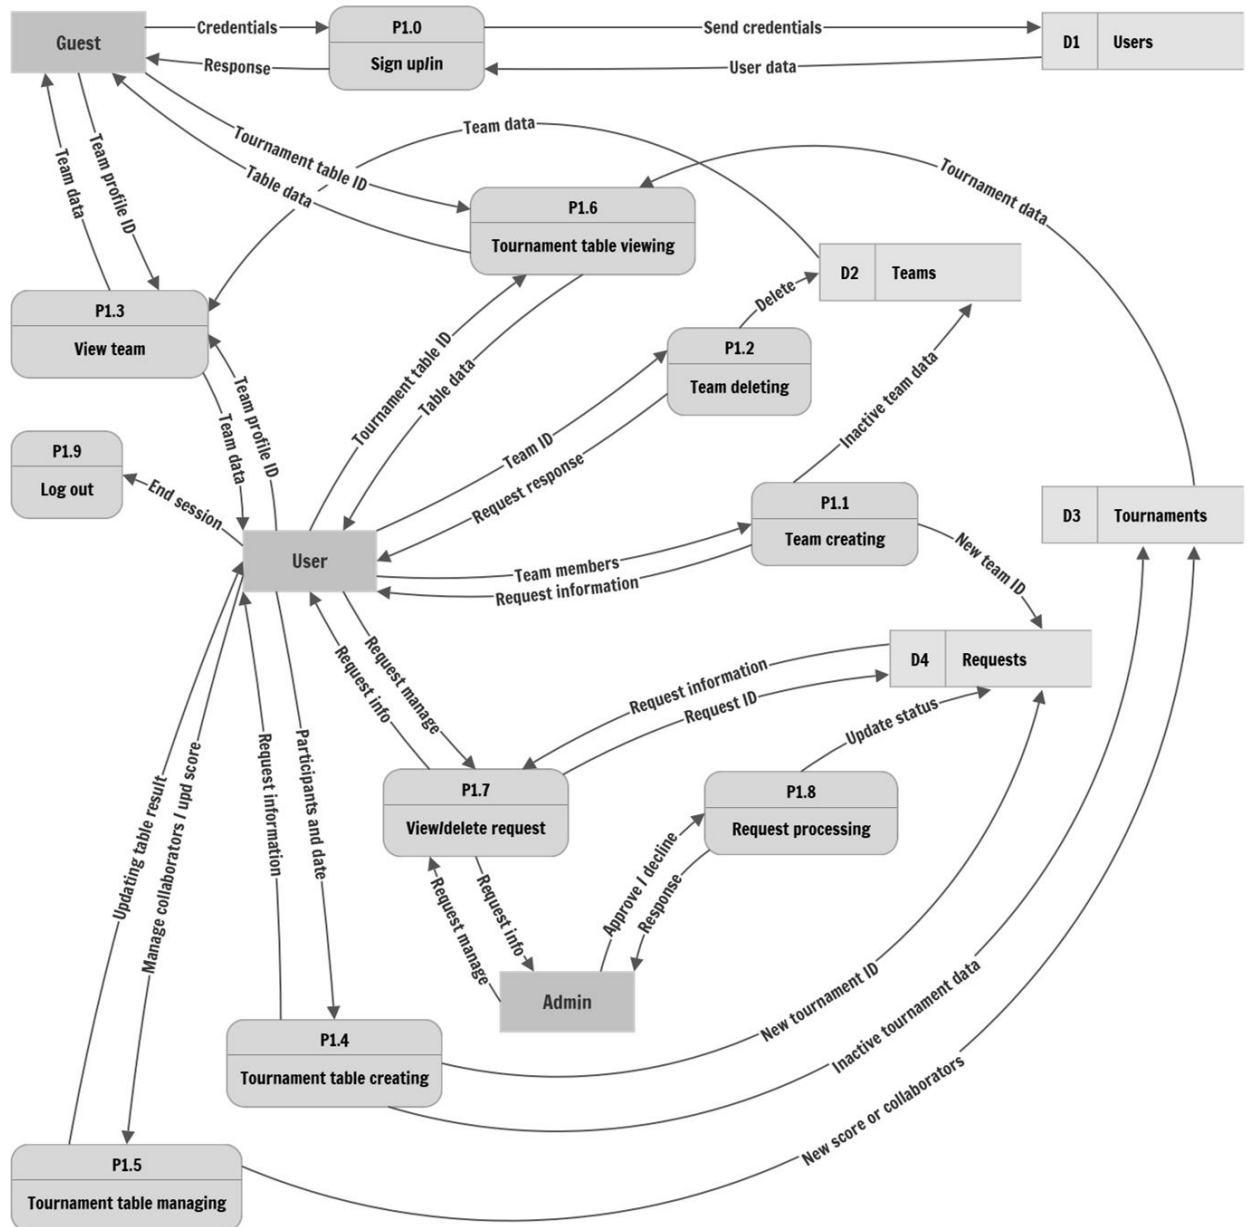 Guest
Credentials
P1.0
Sign up/in
Send credentials
D1
Users
Response
User data
Team data
Tournament table ID
Table data
Team profile ID
Team data
Tournament data
P1.6
Tournament table viewing
D2
Teams
Delete
P1.3
View team
P1.2
Team deleting
Tournament table ID
Table data
Inactive team data
Team profile ID
Team data
P1.9
Log out
End session
Team ID
Request response
P1.1
Team creating
D3
Tournaments
User
Team members
Request information
New team ID
Request info
Request manage
Request information
Request ID
D4
Requests
Update status
Request information
Participants and date
P1.7
View/delete request
P1.8
Request processing
Updating table result
Manage collaborators / upd score
Request manage
Request info
Approve / decline
Response
Admin
New tournament ID
Inactive tournament data
New score or collaborators
P1.4
Tournament table creating
P1.5
Tournament table managing